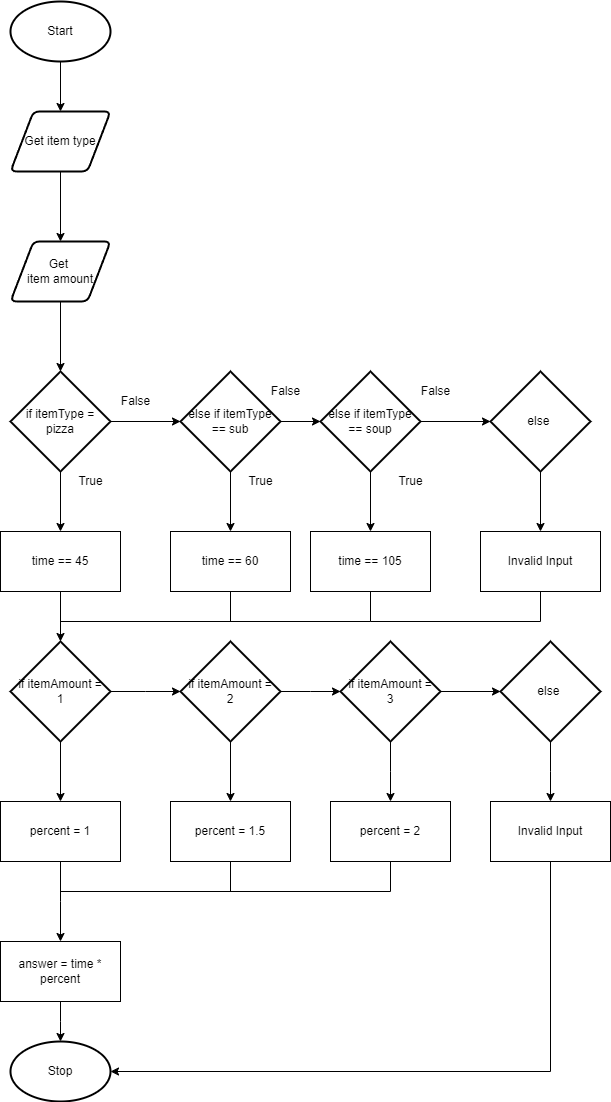 Start
Get item type
Get
item amount
if itemType =
pizza
False
else if itemType
== sub
False
else if itemType
== soup
False
else
True
True
True
time == 45
time == 60
time == 105
Invalid Input
if itemAmount =
1
if itemAmount =
2
if itemAmount =
3
else
percent = 1
percent = 1.5
percent = 2
Invalid Input
answer = time *
percent
Stop